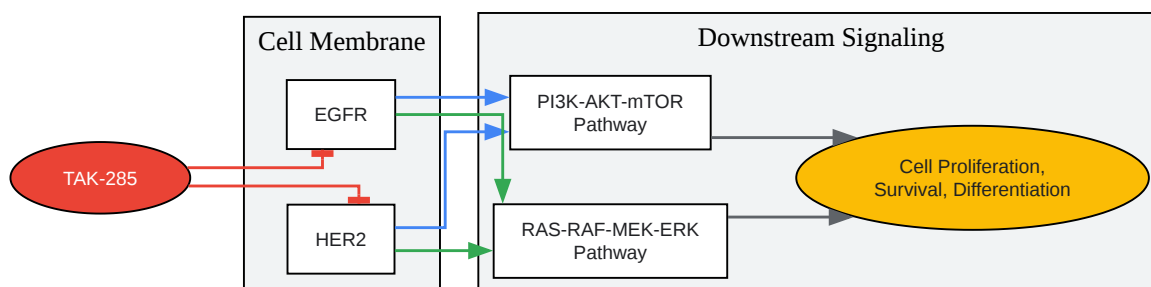 Cell Membrane
Downstream Signaling
EGFR
PI3K-AKT-mTOR
Pathway
TAK-285
Cell Proliferation,
Survival, Differentiation
HER2
RAS-RAF-MEK-ERK
Pathway